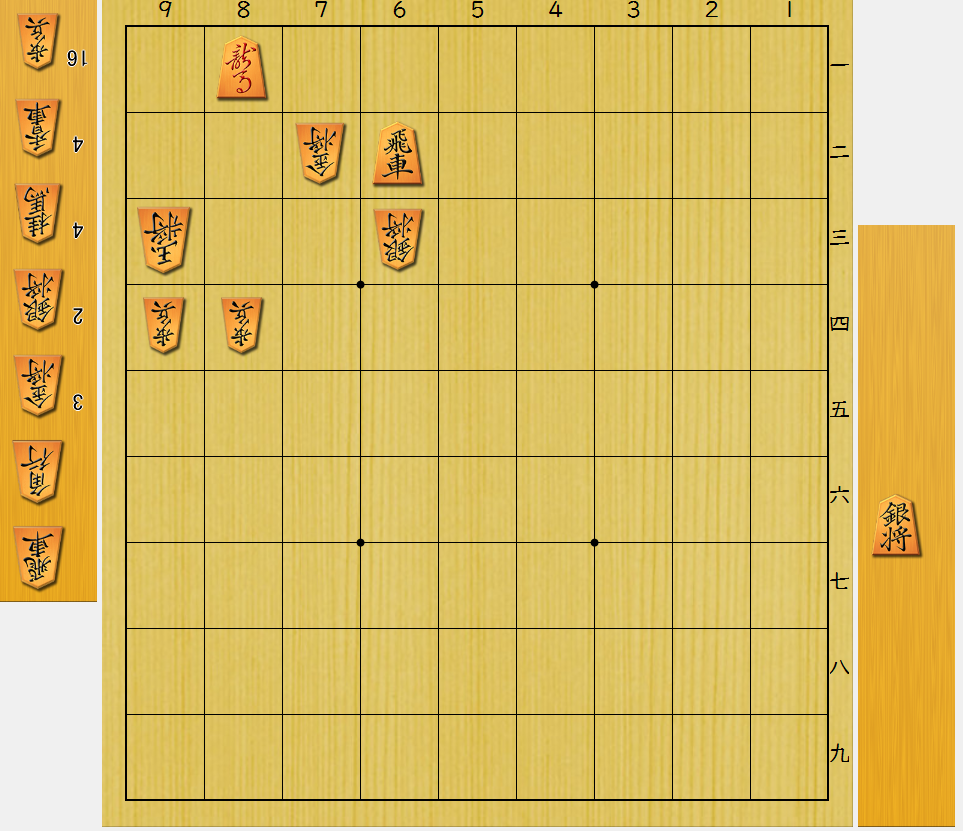 9 8 7 6 5 4 3 2 1
歩兵 16
香車 4
桂馬 4
銀将 2
金将 3
角行
飛車
龍馬 一
金将 飛車 二
玉将 銀将 三
歩兵 歩兵 四
五
六
七
八
九
銀将